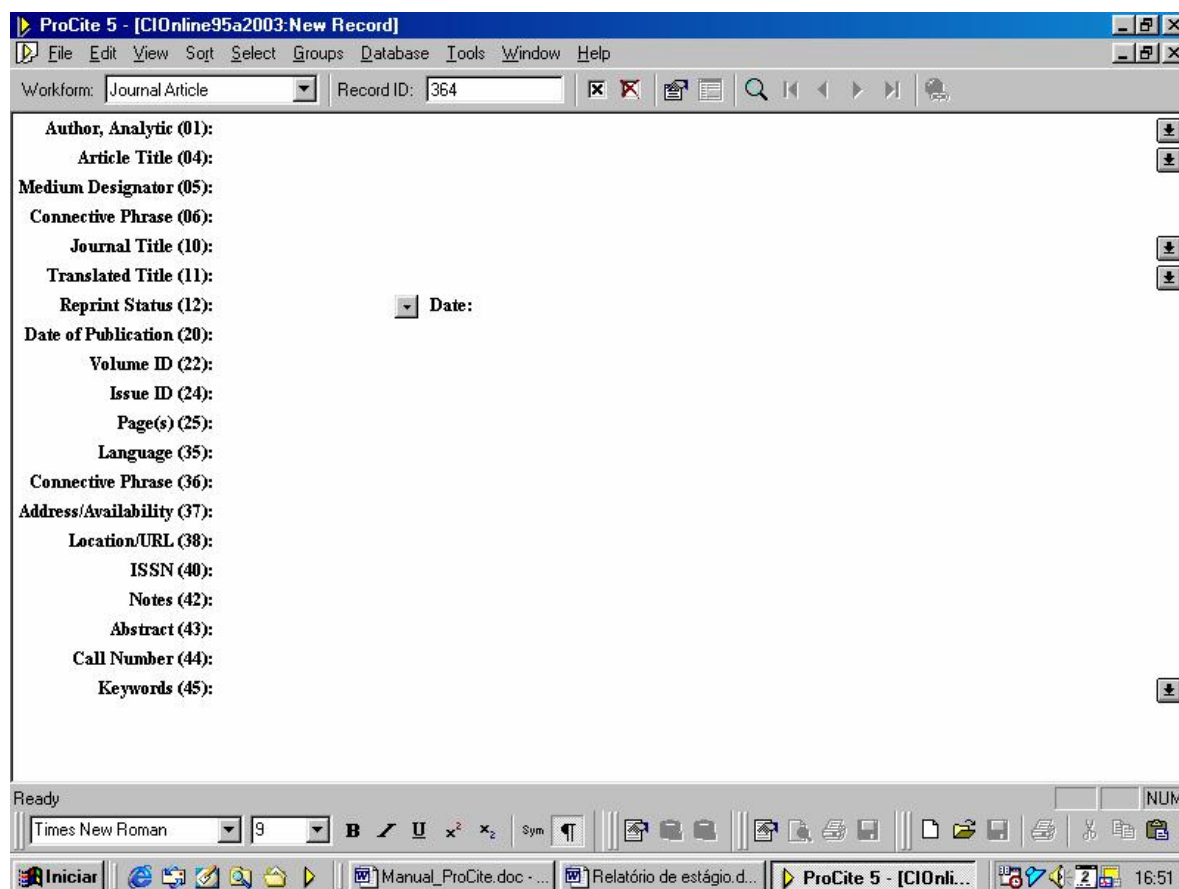 ProCite 5 - [CIOnline95a2003:New Record]
File Edit View Sort Select Groups Database Tools Window Help
Workform: Journal Article Record ID: 364
Author, Analytic (01):
Article Title (04):
Medium Designator (05):
Connective Phrase (06):
Journal Title (10):
Translated Title (11):
Reprint Status (12): Date:
Date of Publication (20):
Volume ID (22):
Issue ID (24):
Page(s) (25):
Language (35):
Connective Phrase (36):
Address/Availability (37):
Location/URL (38):
ISSN (40):
Notes (42):
Abstract (43):
Call Number (44):
Keywords (45):
Ready NUM
Times New Roman 9 B I U x² x₂ Sym ¶
Iniciar Manual_ProCite.doc - ... Relatório de estágio.d... ProCite 5 - [CIOnli... 2 16:51